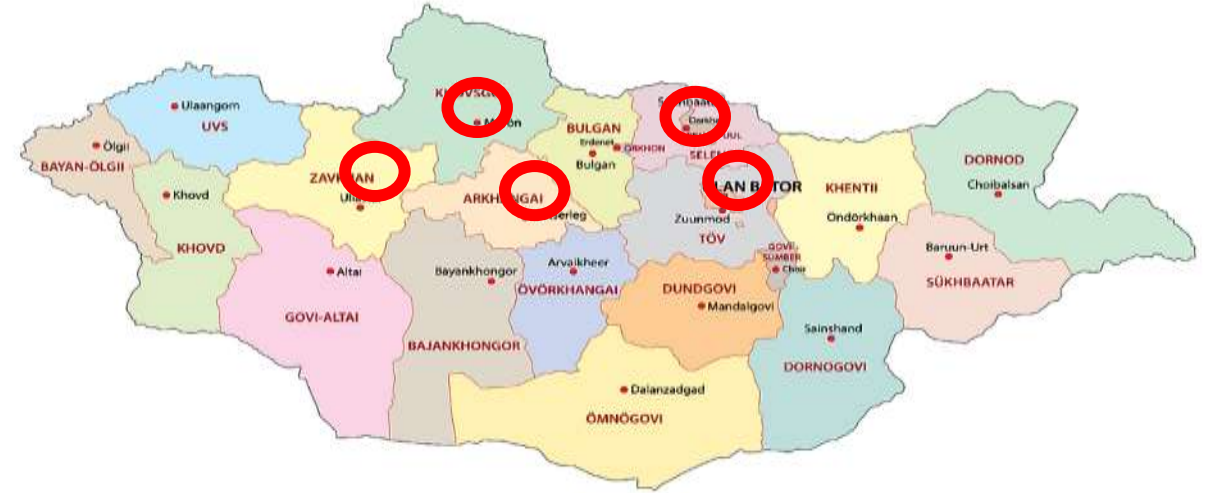 Ulaangom
UVS
Ölgii
BAYAN-ÖLGII
Khovd
KHOVD
Altai
GOVI-ALTAI
Bayankhongor
BAJANKHONGOR
ARKHANGAI
BULGAN
Erdenet
ORKHON
Bulgan
Arvaikheer
ÖVÖRKHANGAI
Zuunmod
TÖV
KHENTII
Ondörkhaan
DORNOD
Choibalsan
Baruun-Urt
SÜKHBAATAR
GOVI-
SUMBER
Choir
DUNDGOVI
Mandalgovi
Sainshand
DORNOGOVI
Dalanzadgad
ÖMNÖGOVI